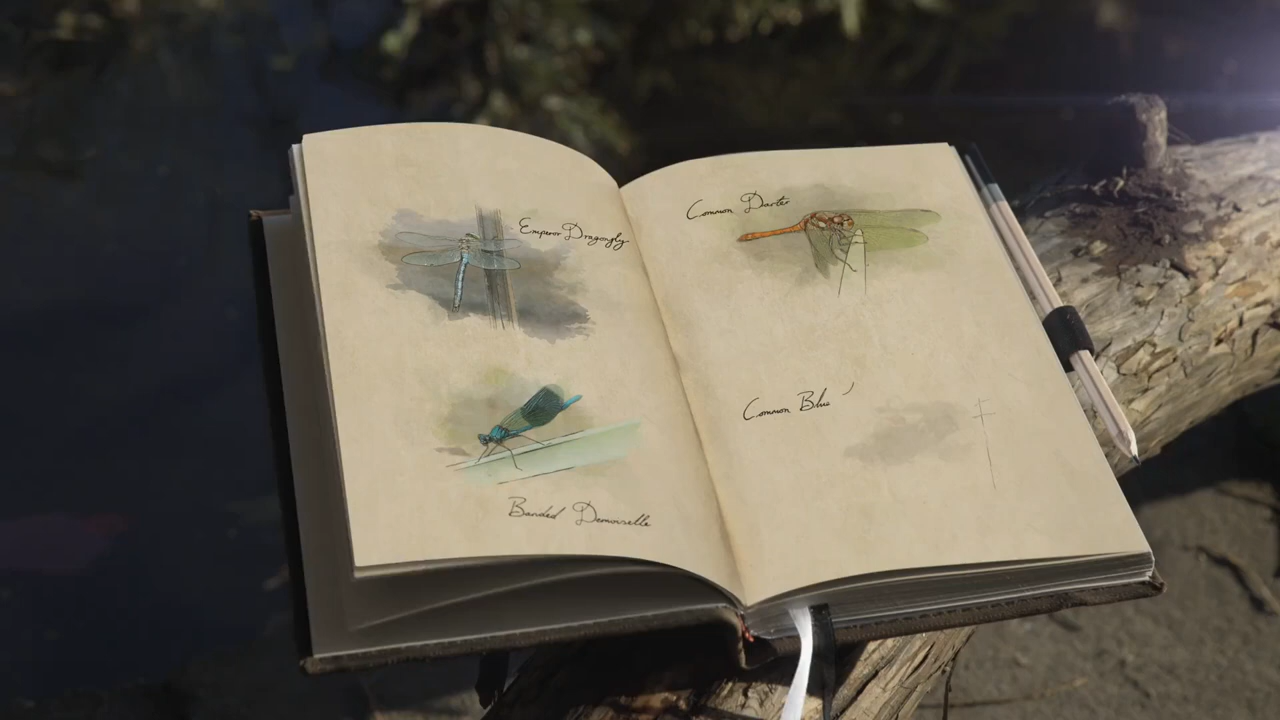 Emperor Dragonfly
Banded Demoiselle
Common Darter
Common Blue